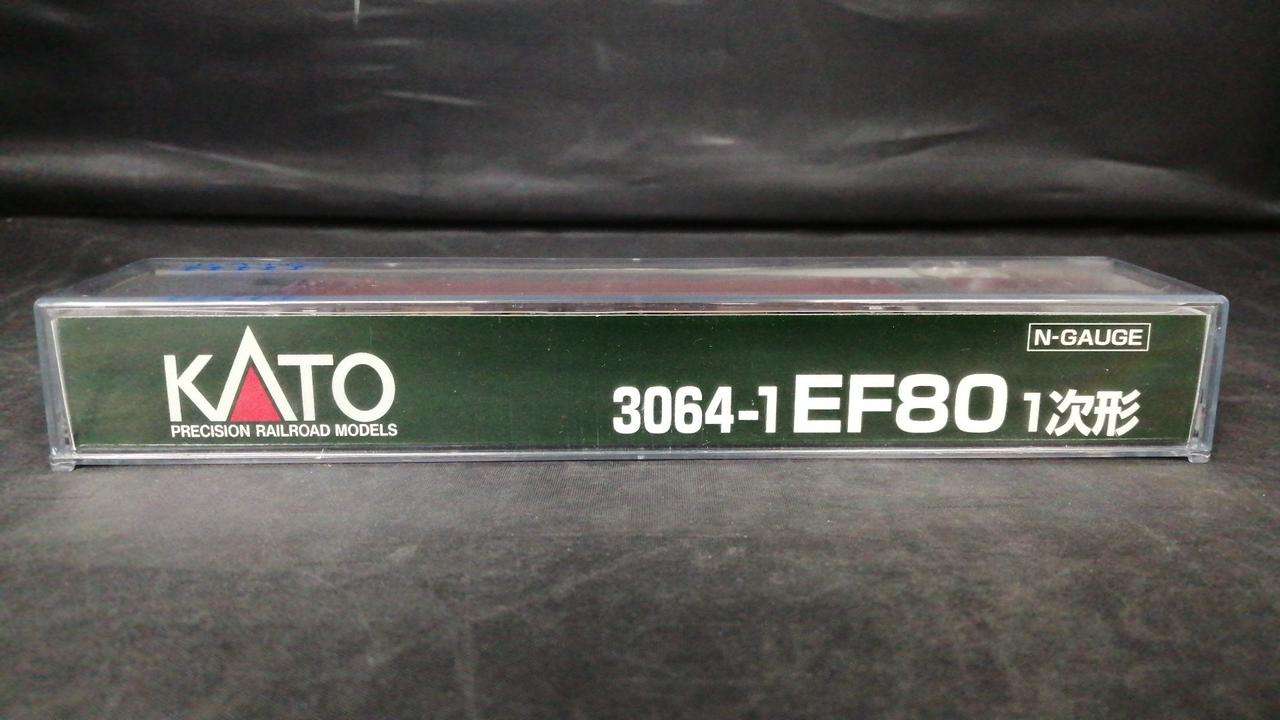 N-GAUGE
KATO
PRECISION RAILROAD MODELS
3064-1 EF80 1次形